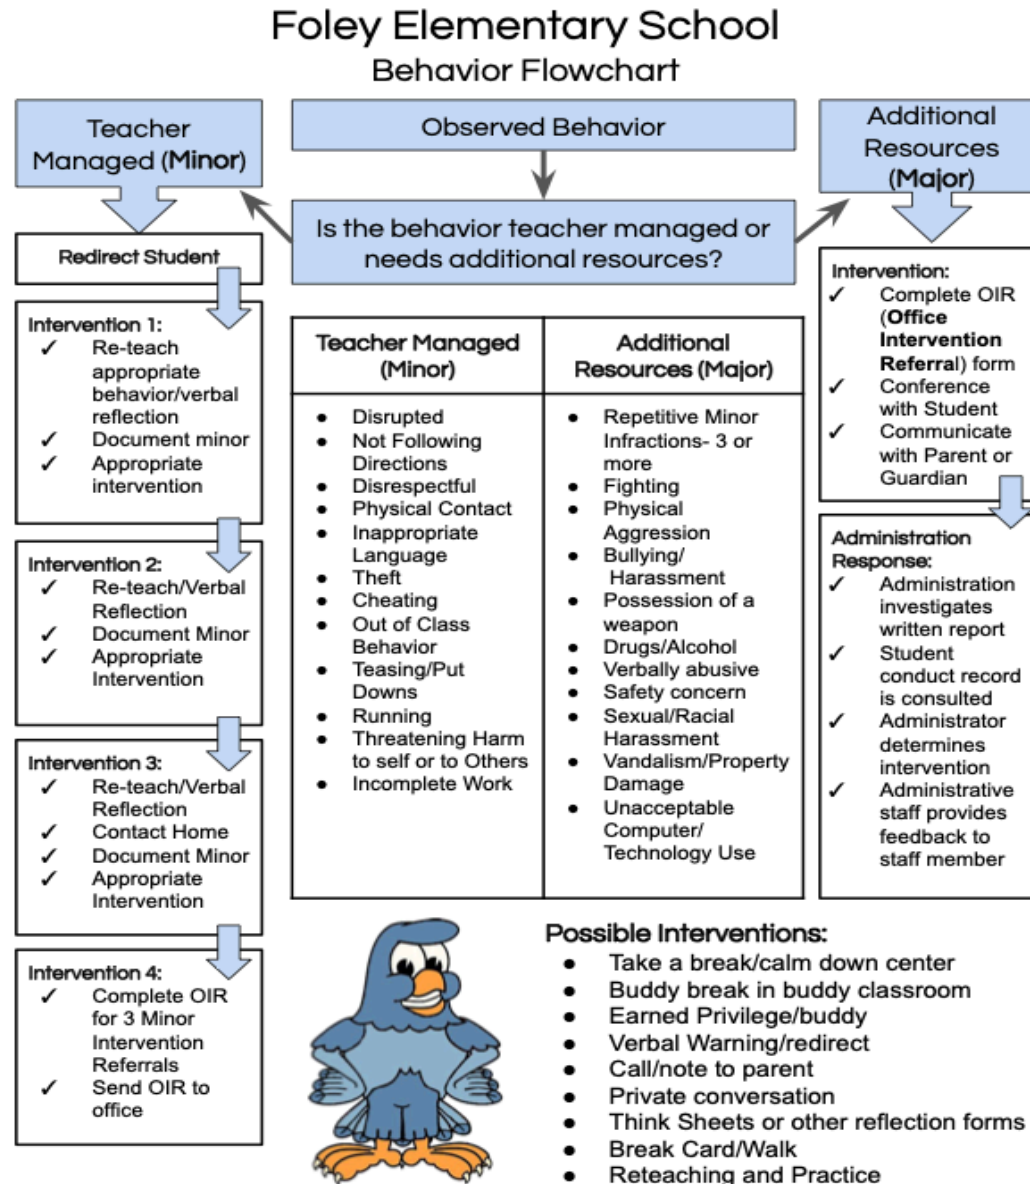 Foley Elementary School
Behavior Flowchart
Teacher
Managed (Minor)
Redirect Student
Intervention 1:
✓ Re-teach
appropriate
behavior/verbal
reflection
✓ Document minor
✓ Appropriate
intervention
Intervention 2:
✓ Re-teach/Verbal
Reflection
✓ Document Minor
✓ Appropriate
Intervention
Intervention 3:
✓ Re-teach/Verbal
Reflection
✓ Contact Home
✓ Document Minor
✓ Appropriate
Intervention
Intervention 4:
✓ Complete OIR
for 3 Minor
Intervention
Referrals
✓ Send OIR to
office
Observed Behavior
Is the behavior teacher managed or
needs additional resources?
Teacher Managed
(Minor)
● Disrupted
● Not Following
Directions
● Disrespectful
● Physical Contact
● Inappropriate
Language
● Theft
● Cheating
● Out of Class
Behavior
● Teasing/Put
Downs
● Running
● Threatening Harm
to self or to Others
● Incomplete Work
Additional
Resources (Major)
● Repetitive Minor
Infractions- 3 or
more
● Fighting
● Physical
Aggression
● Bullying/
Harassment
● Possession of a
weapon
● Drugs/Alcohol
● Verbally abusive
● Safety concern
● Sexual/Racial
Harassment
● Vandalism/Property
Damage
● Unacceptable
Computer/
Technology Use
Additional
Resources
(Major)
Intervention:
✓ Complete OIR
(Office
Intervention
Referral) form
✓ Conference
with Student
✓ Communicate
with Parent or
Guardian
Administration
Response:
✓ Administration
investigates
written report
✓ Student
conduct record
is consulted
✓ Administrator
determines
intervention
✓ Administrative
staff provides
feedback to
staff member
Possible Interventions:
● Take a break/calm down center
● Buddy break in buddy classroom
● Earned Privilege/buddy
● Verbal Warning/redirect
● Call/note to parent
● Private conversation
● Think Sheets or other reflection forms
● Break Card/Walk
● Reteaching and Practice